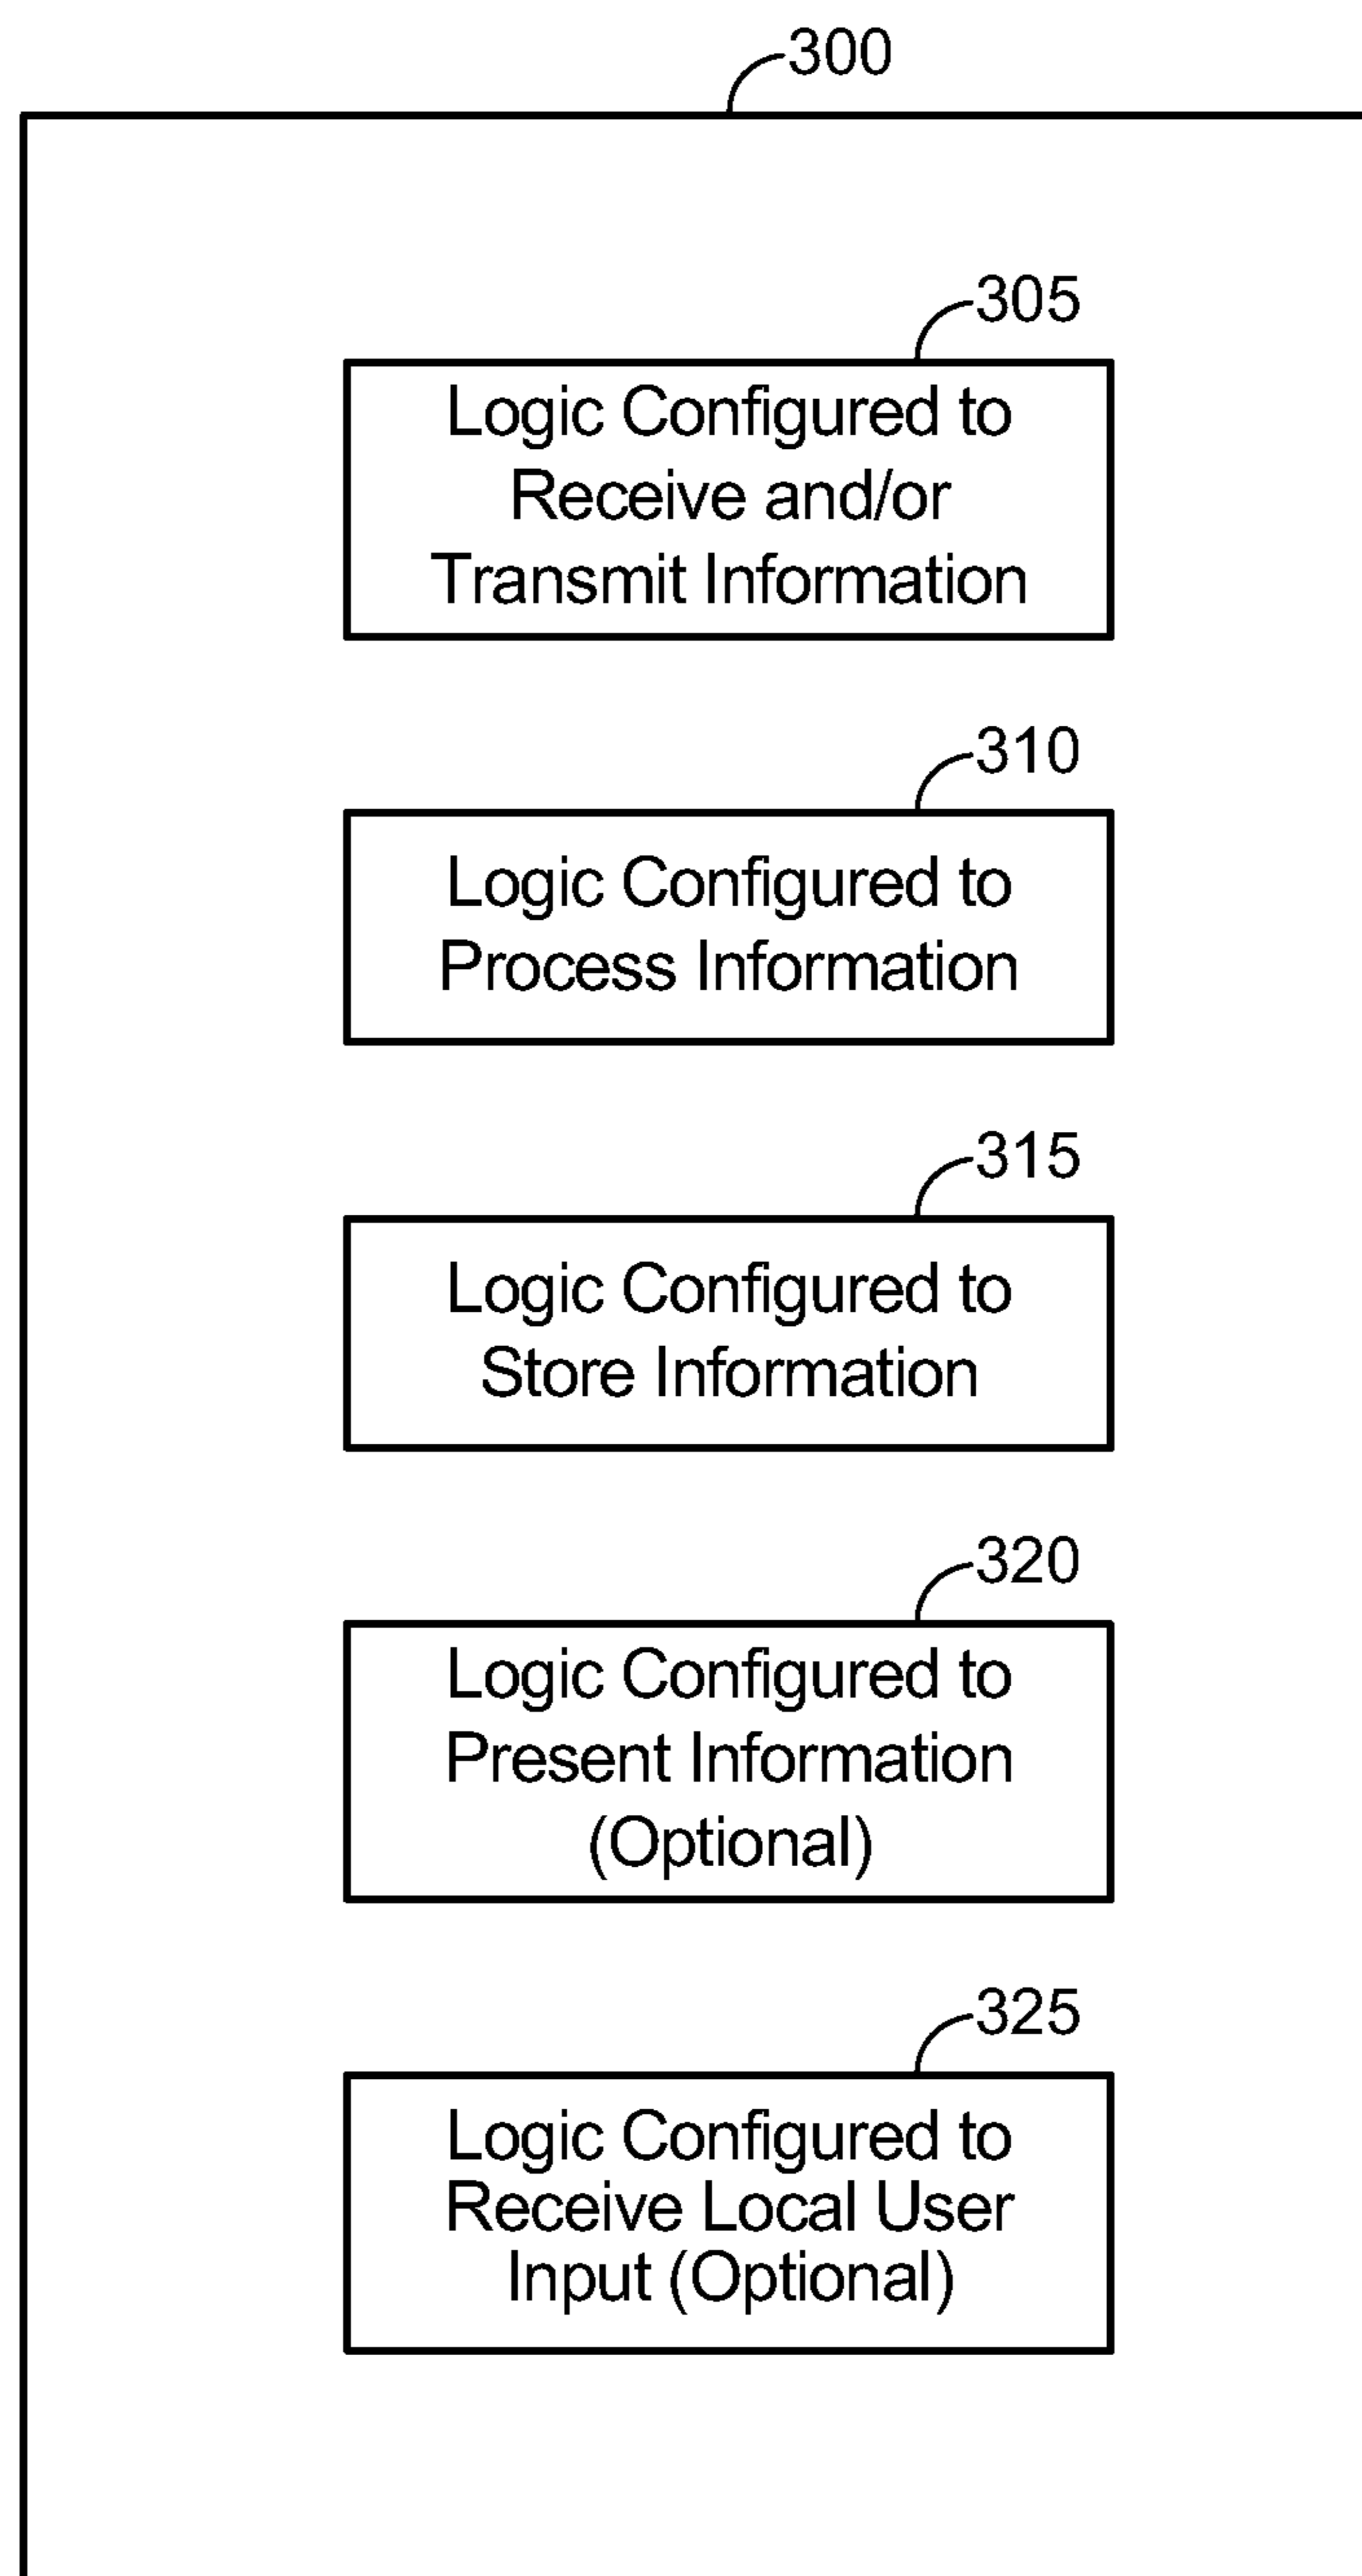 300
305
Logic Configured to
Receive and/or
Transmit Information
310
Logic Configured to
Process Information
315
Logic Configured to
Store Information
320
Logic Configured to
Present Information
(Optional)
325
Logic Configured to
Receive Local User
Input (Optional)